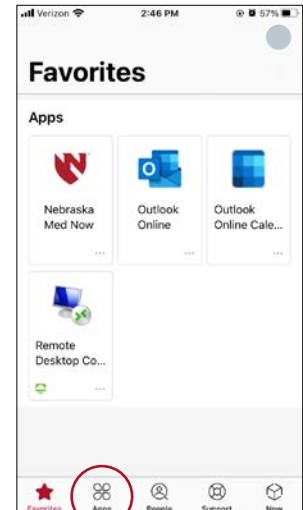 Verizon 2:46 PM 57%
Favorites
Apps
Nebraska
Med Now
Outlook
Online
Outlook
Online Cale...
Remote
Desktop Co...
Favorites Apps People Support Now